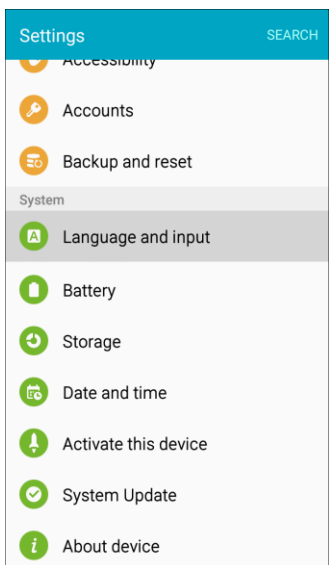 Settings
SEARCH
Accessibility
Accounts
Backup and reset
System
A
Language and input
Battery
Storage
Date and time
Activate this device
System Update
i
About device